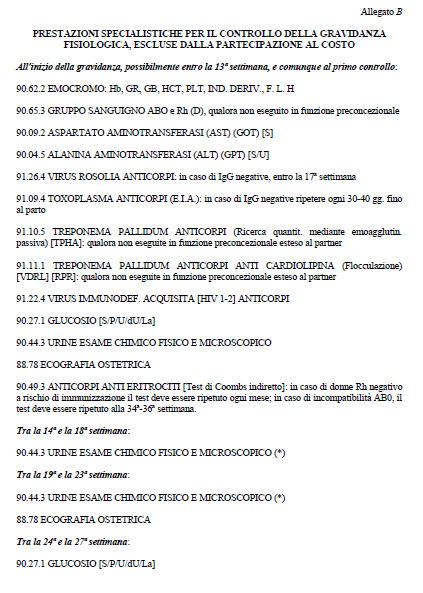 Allegato B
PRESTAZIONI SPECIALISTICHE PER IL CONTROLLO DELLA GRAVIDANZA
FISIOLOGICA, ESCLUSE DALLA PARTECIPAZIONE AL COSTO
All'inizio della gravidanza, possibilmente entro la 13ª settimana, e comunque al primo controllo:
90.62.2 EMOCROMO: Hb, GR, GB, HCT, PLT, IND. DERIV., F. L. H
90.65.3 GRUPPO SANGUIGNO ABO e Rh (D), qualora non eseguito in funzione preconcezionale
90.09.2 ASPARTATO AMINOTRANSFERASI (AST) (GOT) [S]
90.04.5 ALANINA AMINOTRANSFERASI (ALT) (GPT) [S/U]
91.26.4 VIRUS ROSOLIA ANTICORPI: in caso di IgG negative, entro la 17ª settimana
91.09.4 TOXOPLASMA ANTICORPI (E.I.A.): in caso di IgG negative ripetere ogni 30-40 gg. fino
al parto
91.10.5 TREPONEMA PALLIDUM ANTICORPI (Ricerca quantit. mediante emoagglutin.
passiva) [TPHA]: qualora non eseguite in funzione preconcezionale esteso al partner
91.11.1 TREPONEMA PALLIDUM ANTICORPI ANTI CARDIOLIPINA (Flocculazione)
[VDRL] [RPR]: qualora non eseguite in funzione preconcezionale esteso al partner
91.22.4 VIRUS IMMUNODEF. ACQUISITA [HIV 1-2] ANTICORPI
90.27.1 GLUCOSIO [S/P/U/dU/La]
90.44.3 URINE ESAME CHIMICO FISICO E MICROSCOPICO
88.78 ECOGRAFIA OSTETRICA
90.49.3 ANTICORPI ANTI ERITROCITI [Test di Coombs indiretto]: in caso di donne Rh negativo
a rischio di immunizzazione il test deve essere ripetuto ogni mese; in caso di incompatibilità AB0, il
test deve essere ripetuto alla 34ª-36ª settimana.
Tra la 14ª e la 18ª settimana:
90.44.3 URINE ESAME CHIMICO FISICO E MICROSCOPICO (*)
Tra la 19ª e la 23ª settimana:
90.44.3 URINE ESAME CHIMICO FISICO E MICROSCOPICO (*)
88.78 ECOGRAFIA OSTETRICA
Tra la 24ª e la 27ª settimana:
90.27.1 GLUCOSIO [S/P/U/dU/La]